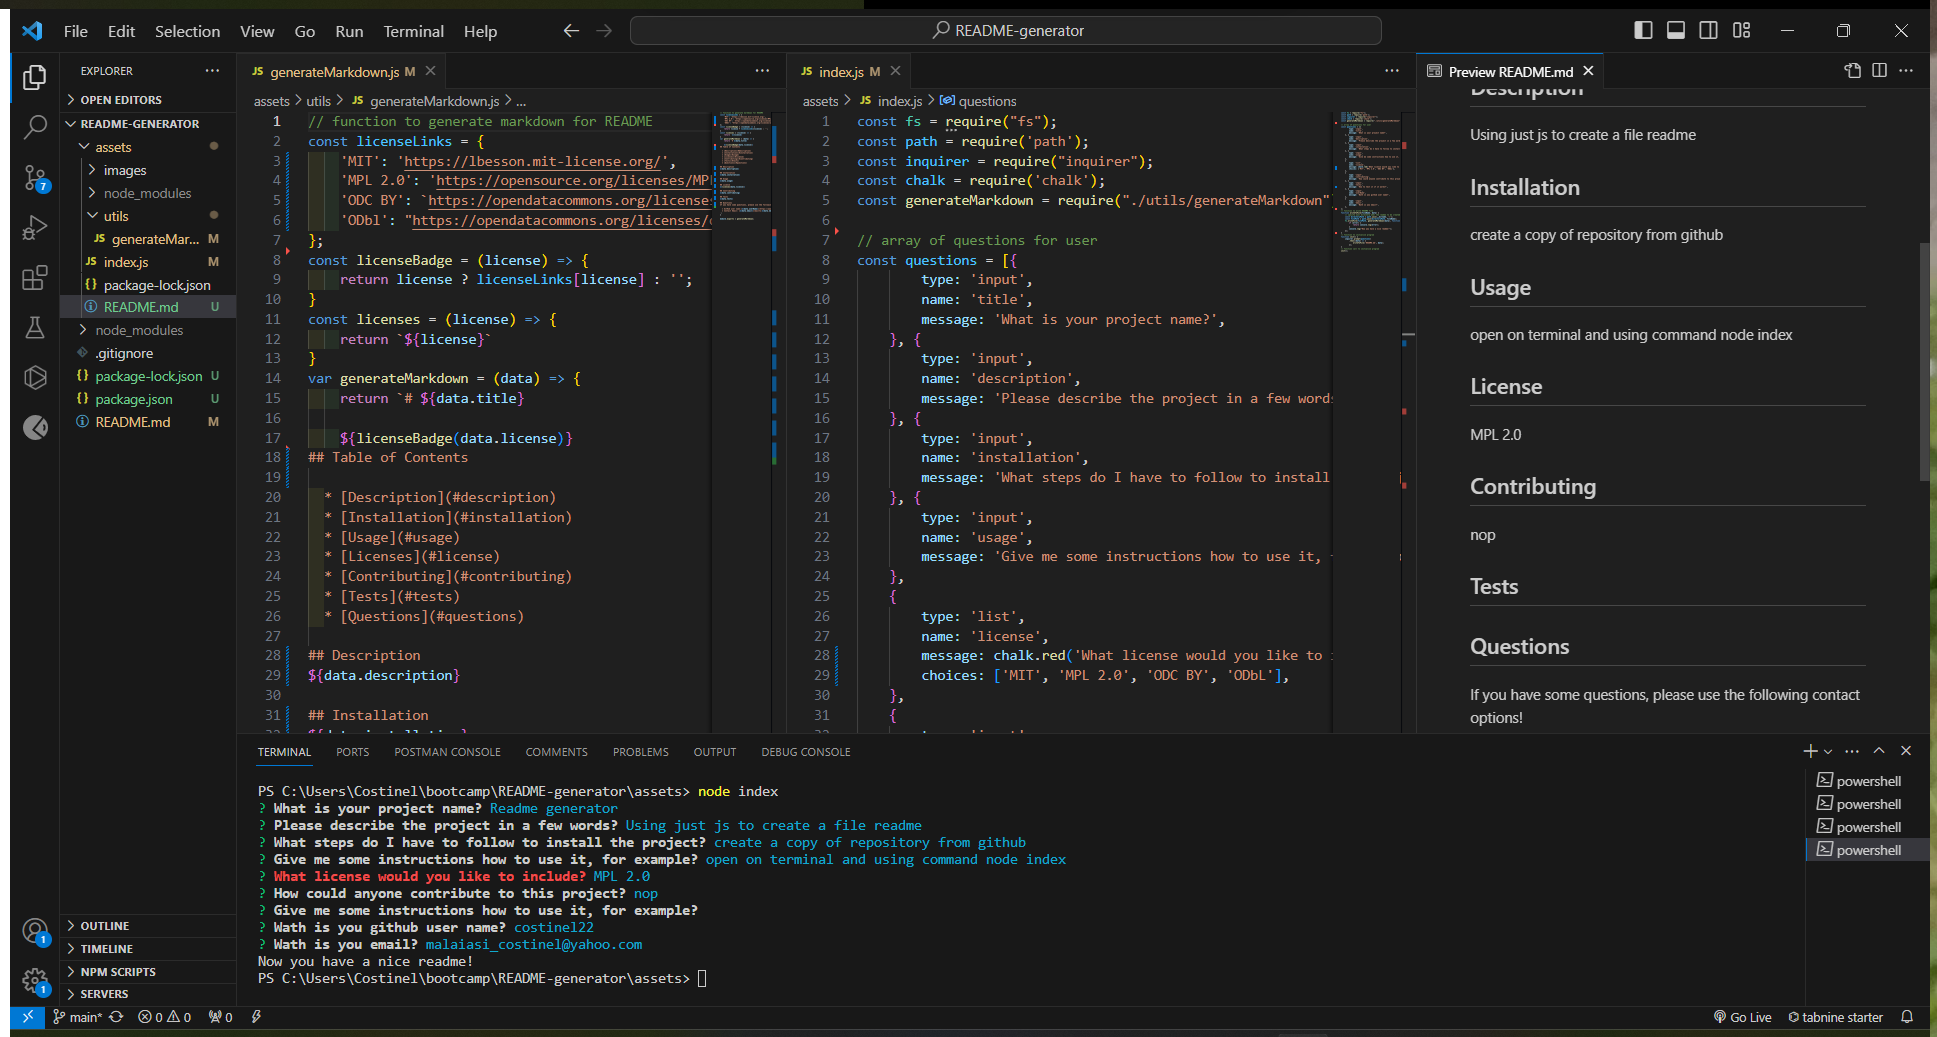 File Edit Selection View Go Run Terminal Help
README-generator
EXPLORER
OPEN EDITORS
README-GENERATOR
assets
images
node_modules
utils
JS generateMar... M
JS index.js M
{} package-lock.json
README.md U
node_modules
.gitignore
{} package-lock.json U
{} package.json U
README.md M
OUTLINE
TIMELINE
NPM SCRIPTS
SERVERS
7
1
1
JS generateMarkdown.js M
assets > utils > JS generateMarkdown.js > ...
1 // function to generate markdown for README
2 const licenseLinks = {
3 'MIT': 'https://lbesson.mit-license.org/',
4 'MPL 2.0': 'https://opensource.org/licenses/MPL
5 'ODC BY': `https://opendatacommons.org/licenses
6 'ODbl': "https://opendatacommons.org/licenses/
7 };
8 const licenseBadge = (license) => {
9 return license ? licenseLinks[license] : '';
10 }
11 const licenses = (license) => {
12 return `${license}`
13 }
14 var generateMarkdown = (data) => {
15 return `# ${data.title}
16
17 ${licenseBadge(data.license)}
18 ## Table of Contents
19
20 * [Description](#description)
21 * [Installation](#installation)
22 * [Usage](#usage)
23 * [Licenses](#license)
24 * [Contributing](#contributing)
25 * [Tests](#tests)
26 * [Questions](#questions)
27
28 ## Description
29 ${data.description}
30
31 ## Installation
JS index.js M
assets > JS index.js > questions
1 const fs = require("fs");
2 const path = require('path');
3 const inquirer = require("inquirer");
4 const chalk = require('chalk');
5 const generateMarkdown = require("./utils/generateMarkdown"
6
7 // array of questions for user
8 const questions = [{
9 type: 'input',
10 name: 'title',
11 message: 'What is your project name?',
12 }, {
13 type: 'input',
14 name: 'description',
15 message: 'Please describe the project in a few words
16 }, {
17 type: 'input',
18 name: 'installation',
19 message: 'What steps do I have to follow to install
20 }, {
21 type: 'input',
22 name: 'usage',
23 message: 'Give me some instructions how to use it,
24 },
25 {
26 type: 'list',
27 name: 'license',
28 message: chalk.red('What license would you like to
29 choices: ['MIT', 'MPL 2.0', 'ODC BY', 'ODbL'],
30 },
31 {
Preview README.md
Description
Using just js to create a file readme
Installation
create a copy of repository from github
Usage
open on terminal and using command node index
License
MPL 2.0
Contributing
nop
Tests
Questions
If you have some questions, please use the following contact
options!
TERMINAL PORTS POSTMAN CONSOLE COMMENTS PROBLEMS OUTPUT DEBUG CONSOLE
PS C:\Users\Costinel\bootcamp\README-generator\assets> node index
? What is your project name? Readme generator
? Please describe the project in a few words? Using just js to create a file readme
? What steps do I have to follow to install the project? create a copy of repository from github
? Give me some instructions how to use it, for example? open on terminal and using command node index
? What license would you like to include? MPL 2.0
? How could anyone contribute to this project? nop
? Give me some instructions how to use it, for example?
? Wath is you github user name? costinel22
? Wath is you email? malaiasi_costinel@yahoo.com
Now you have a nice readme!
PS C:\Users\Costinel\bootcamp\README-generator\assets>
powershell
powershell
powershell
powershell
main* 0 0 0
Go Live tabnine starter